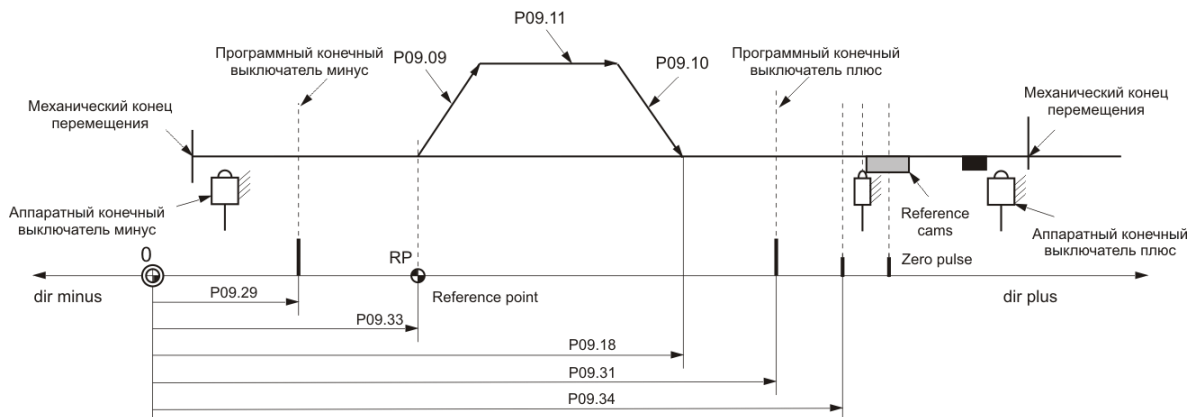 P09.11
Программный конечный
выключатель минус
P09.09
Программный конечный
выключатель плюс
P09.10
Механический конец
перемещения
Механический конец
перемещения
Аппаратный конечный
выключатель минус
Reference
cams
Аппаратный конечный
выключатель плюс
0
RP
Zero pulse
dir minus
Reference point
dir plus
P09.29
P09.33
P09.18
P09.31
P09.34